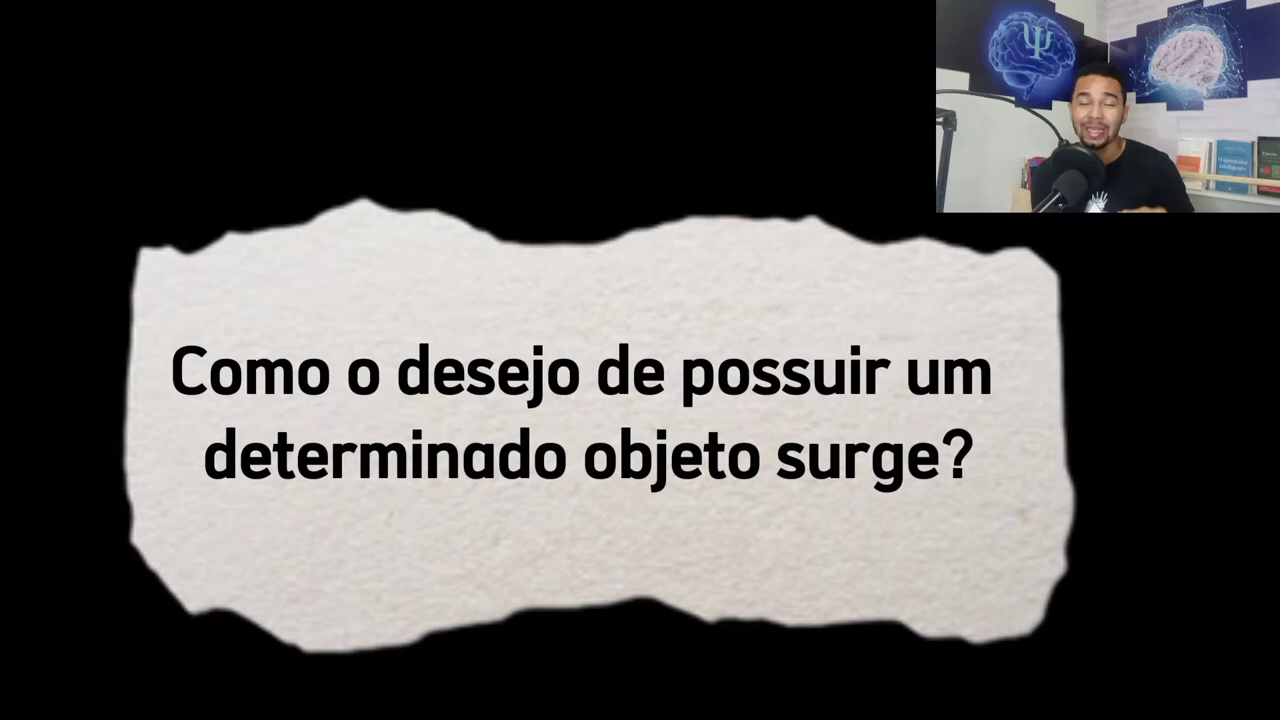 Como o desejo de possuir um
determinado objeto surge?
Ψ